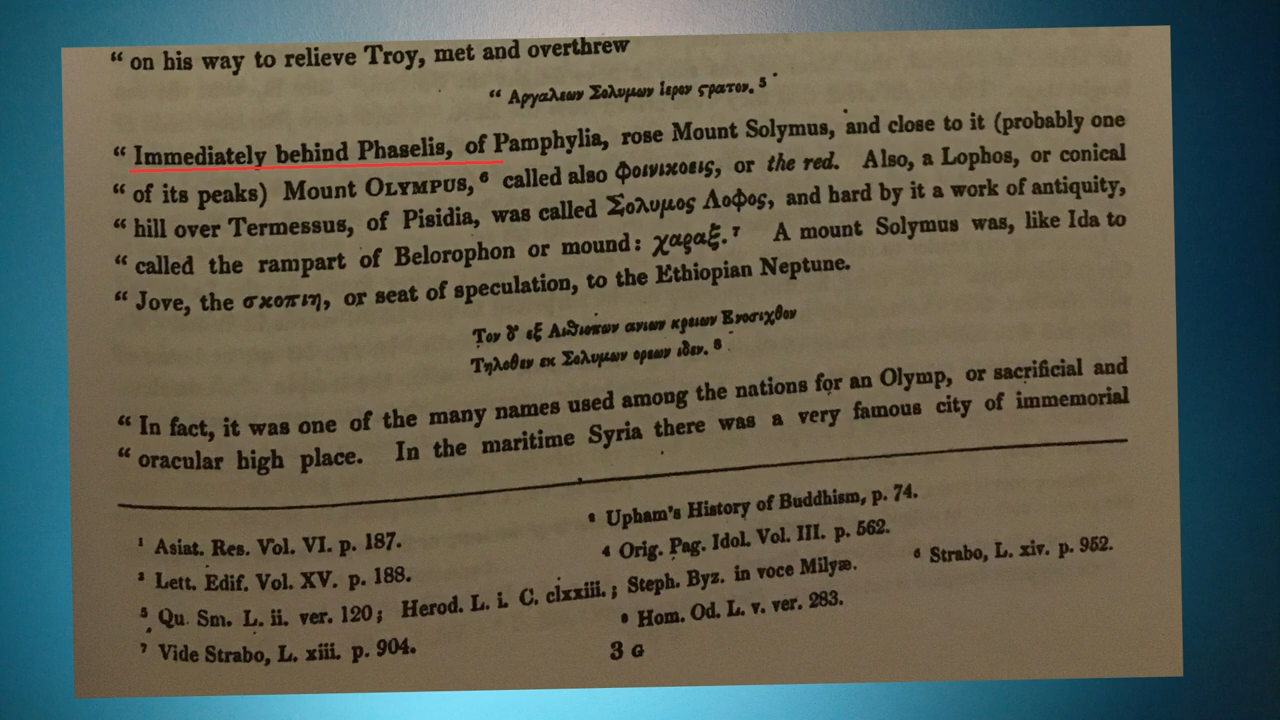 “ on his way to relieve Troy, met and overthrew
“ Αργαλεων Σολυμων ἱερον ϛρατον. ⁵
“ Immediately behind Phaselis, of Pamphylia, rose Mount Solymus, and close to it (probably one
“ of its peaks) Mount OLYMPUS, ⁶ called also Φοινικοεις, or the red. Also, a Lophos, or conical
“ hill over Termessus, of Pisidia, was called Σολυμος Λοφος, and hard by it a work of antiquity,
“ called the rampart of Belorophon or mound: χαραξ. ⁷ A mount Solymus was, like Ida to
“ Jove, the σκοπιη, or seat of speculation, to the Ethiopian Neptune.
Τον δ’ εξ Αιθιοπων ανιων κρειων Ενοσιχθον
Τηλοθεν εκ Σολυμων ορεων ιδεν. ⁸
“ In fact, it was one of the many names used among the nations for an Olymp, or sacrificial and
“ oracular high place. In the maritime Syria there was a very famous city of immemorial
¹ Asiat. Res. Vol. VI. p. 187.
² Lett. Edif. Vol. XV. p. 188.
³ Upham’s History of Buddhism, p. 74.
⁴ Orig. Pag. Idol. Vol. III. p. 562.
⁵ Qu. Sm. L. ii. ver. 120; Herod. L. i. C. clxxiii.; Steph. Byz. in voce Milyæ.
⁶ Strabo, L. xiv. p. 952.
⁷ Vide Strabo, L. xiii. p. 904.
⁸ Hom. Od. L. v. ver. 283.
3 G